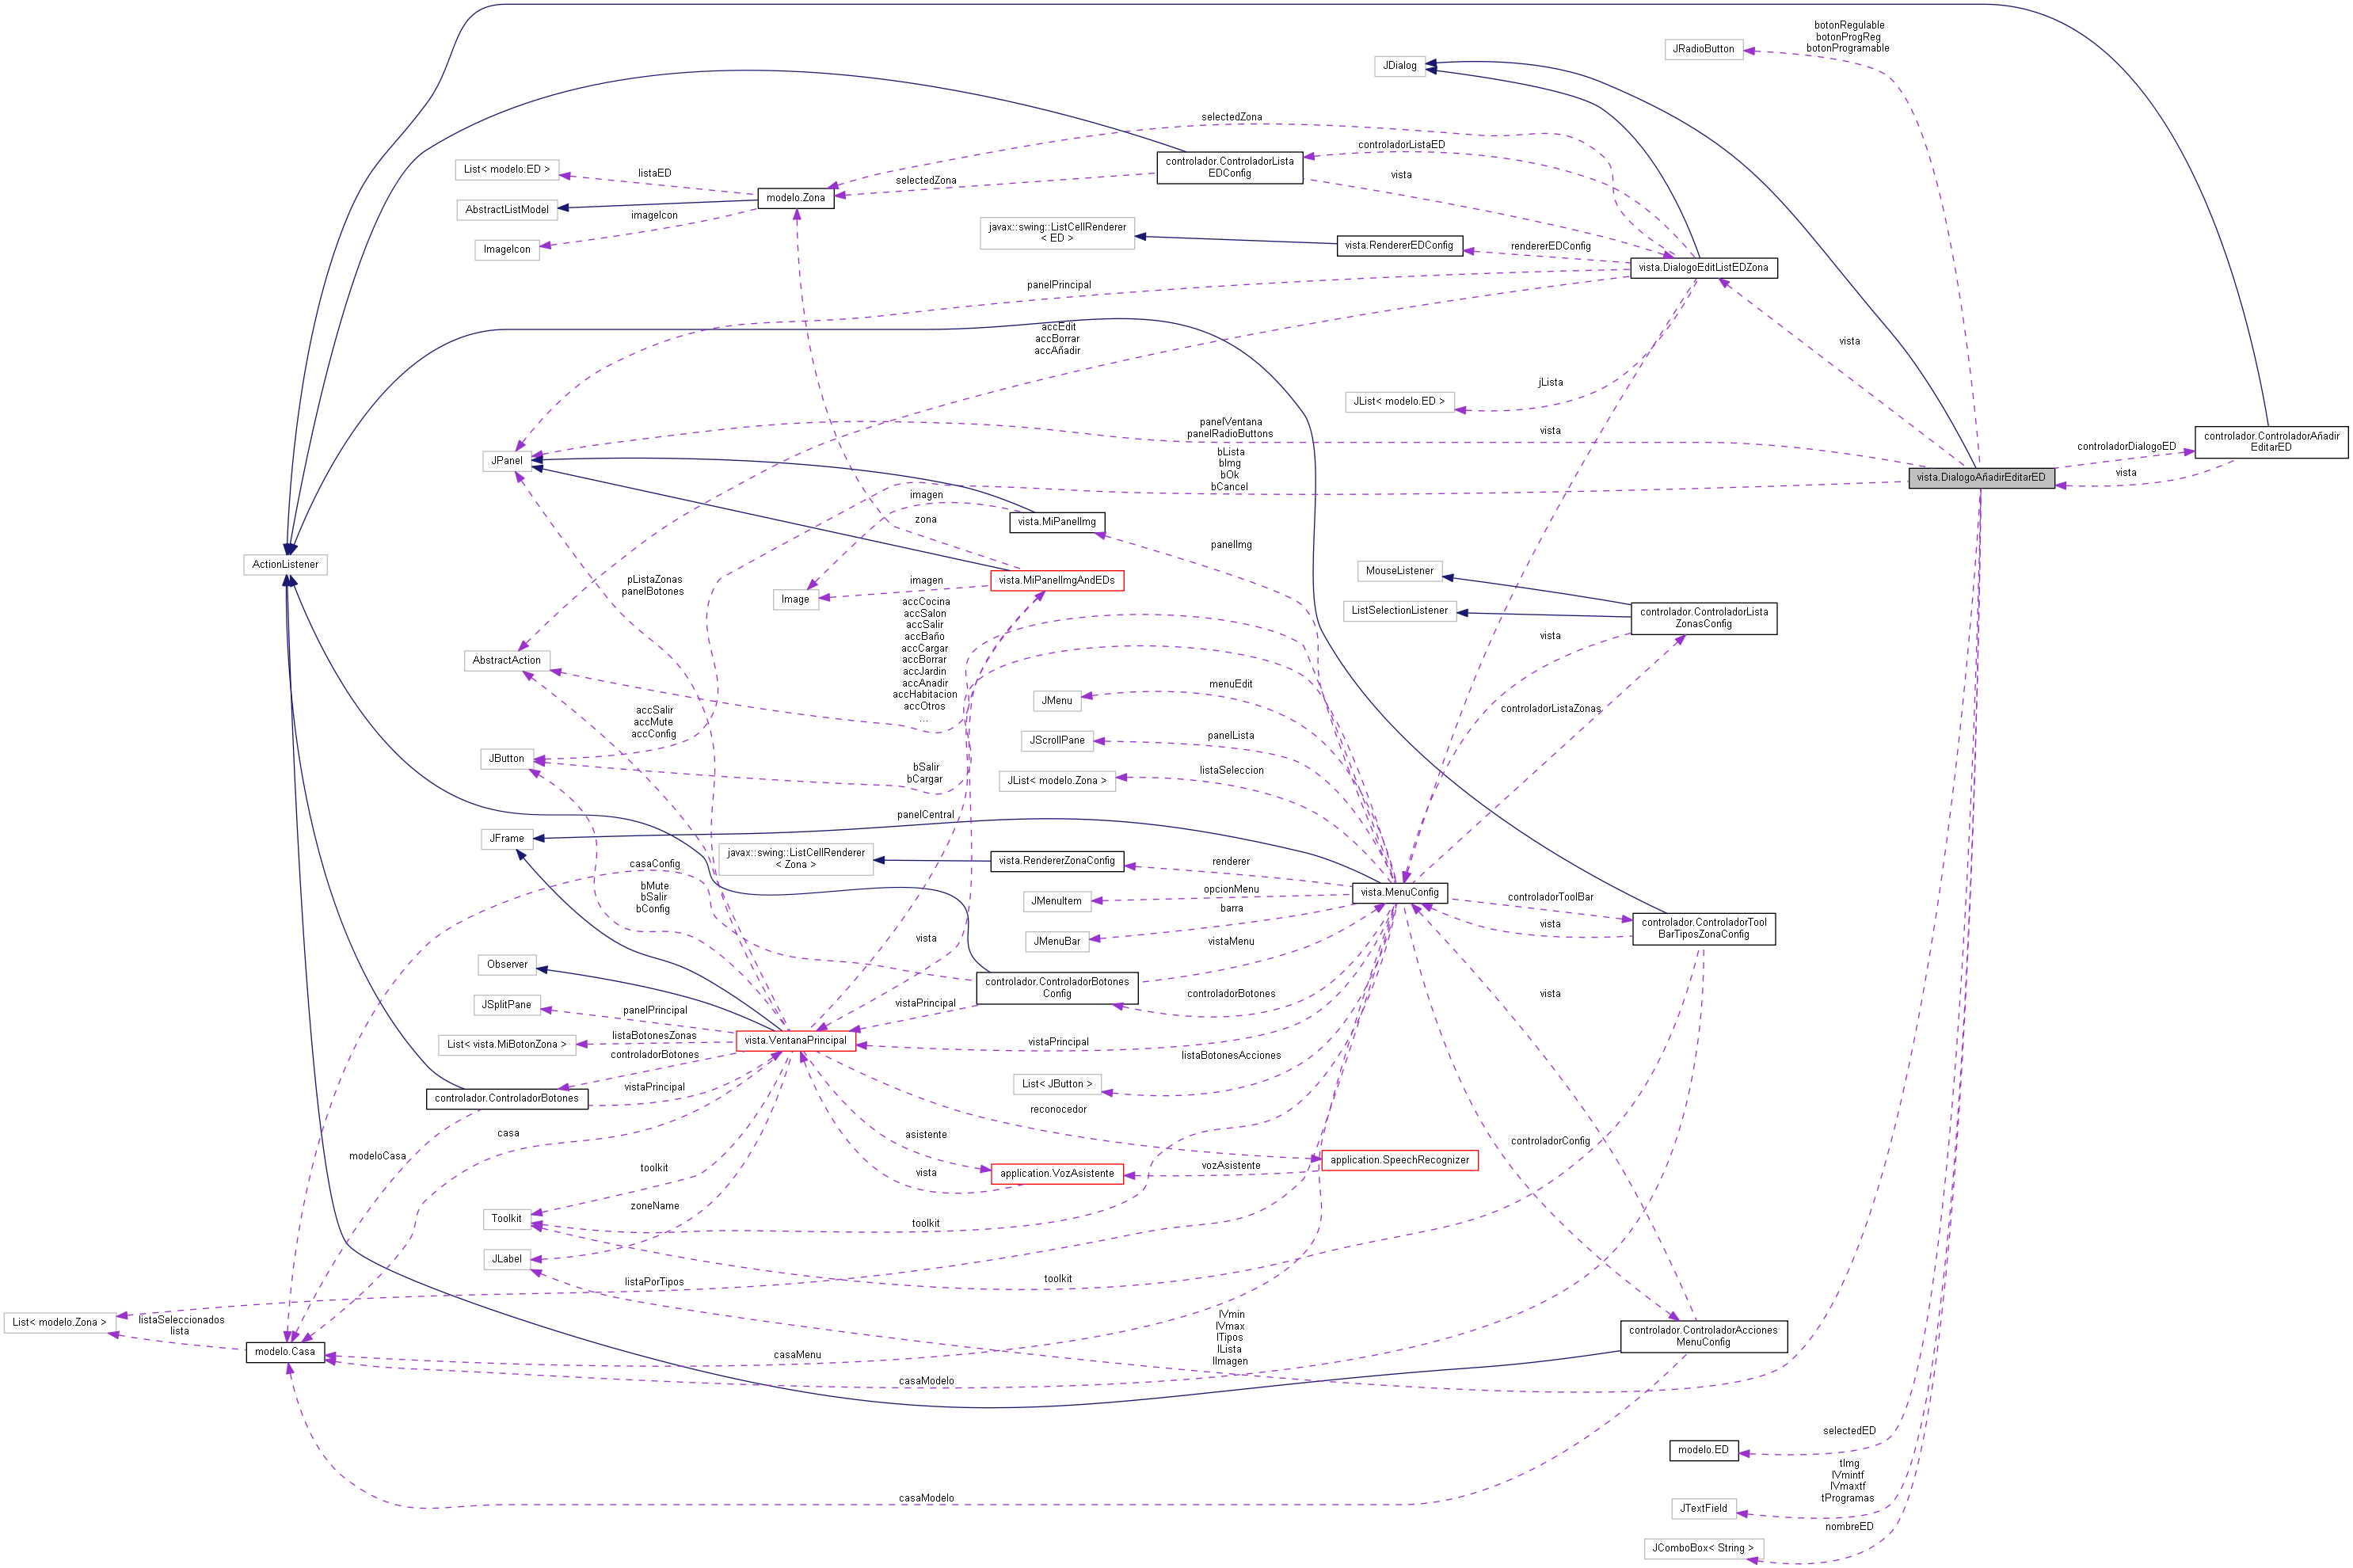 botonRegulable
botonProgReg
botonProgramable
JRadioButton
JDialog
selectedZona
controladorListaED
controlador.ControladorLista
EDConfig
List< modelo.ED >
listaED
selectedZona
vista
modelo.Zona
AbstractListModel
imageIcon
ImageIcon
javax::swing::ListCellRenderer
< ED >
vista.RendererEDConfig
rendererEDConfig
vista.DialogoEditListEDZona
panelPrincipal
accEdit
accBorrar
accAñadir
vista
jLista
JList< modelo.ED >
panelVentana
panelRadioButtons
vista
controladorDialogoED
controlador.ControladorAñadir
EditarED
JPanel
bLista
bImg
bOk
bCancel
vista
vista.DialogoAñadirEditarED
imagen
zona
vista.MiPanelImg
panelImg
ActionListener
pListaZonas
panelBotones
imagen
vista.MiPanelImgAndEDs
Image
MouseListener
ListSelectionListener
controlador.ControladorLista
ZonasConfig
accCocina
accSalon
accSalir
accBaño
accCargar
accBorrar
accJardin
accAnadir
accHabitacion
accOtros
...
vista
AbstractAction
menuEdit
JMenu
controladorListaZonas
accSalir
accMute
accConfig
JScrollPane
panelLista
JButton
bSalir
bCargar
JList< modelo.Zona >
listaSeleccion
panelCentral
JFrame
javax::swing::ListCellRenderer
< Zona >
vista.RendererZonaConfig
renderer
casaConfig
bMute
bSalir
bConfig
vista.MenuConfig
opcionMenu
JMenuItem
controladorToolBar
barra
JMenuBar
vista
controlador.ControladorTool
BarTiposZonaConfig
vista
vistaMenu
Observer
controlador.ControladorBotones
Config
controladorBotones
vista
JSplitPane
panelPrincipal
vistaPrincipal
List< vista.MiBotonZona >
listaBotonesZonas
vista.VentanaPrincipal
vistaPrincipal
controladorBotones
listaBotonesAcciones
List< JButton >
vistaPrincipal
controlador.ControladorBotones
reconocedor
casa
asistente
modeloCasa
controladorConfig
toolkit
vista
application.VozAsistente
vozAsistente
application.SpeechRecognizer
zoneName
Toolkit
toolkit
JLabel
toolkit
listaPorTipos
List< modelo.Zona >
listaSeleccionados
lista
modelo.Casa
casaMenu
lVmin
lVmax
lTipos
lLista
lImagen
controlador.ControladorAcciones
MenuConfig
casaModelo
selectedED
modelo.ED
casaModelo
tImg
lVmintf
lVmaxtf
tProgramas
JTextField
nombreED
JComboBox< String >